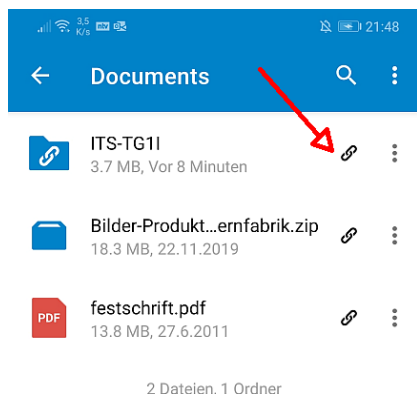 3,5 K/s 21:48
Documents
ITS-TG1I
3.7 MB, Vor 8 Minuten
Bilder-Produkt...ernfabrik.zip
18.3 MB, 22.11.2019
PDF festschrift.pdf
13.8 MB, 27.6.2011
2 Dateien, 1 Ordner